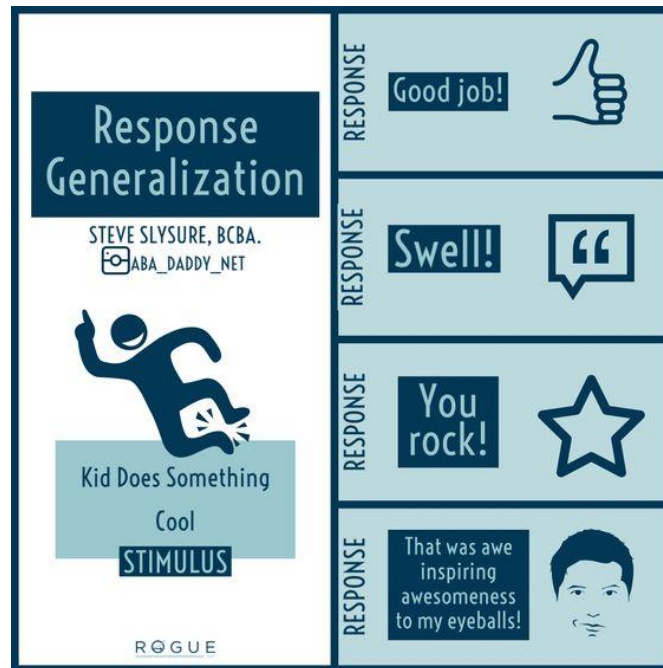 Response
Generalization
STEVE SLYSURE, BCBA.
ABA_DADDY_NET
Kid Does Something
Cool
STIMULUS
ROGUE
RESPONSE
Good job!
RESPONSE
Swell!
RESPONSE
You
rock!
RESPONSE
That was awe
inspiring
awesomeness
to my eyeballs!